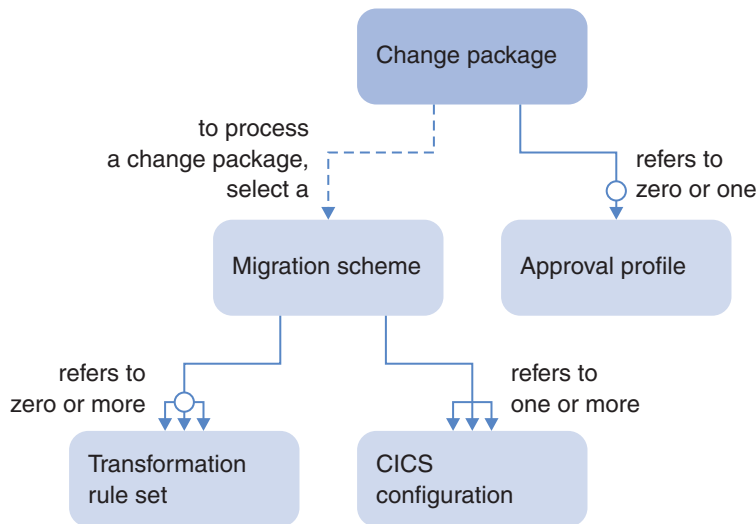 Change package
to process
a change package,
select a
refers to
zero or one
Migration scheme
Approval profile
refers to
zero or more
refers to
one or more
Transformation
rule set
CICS
configuration